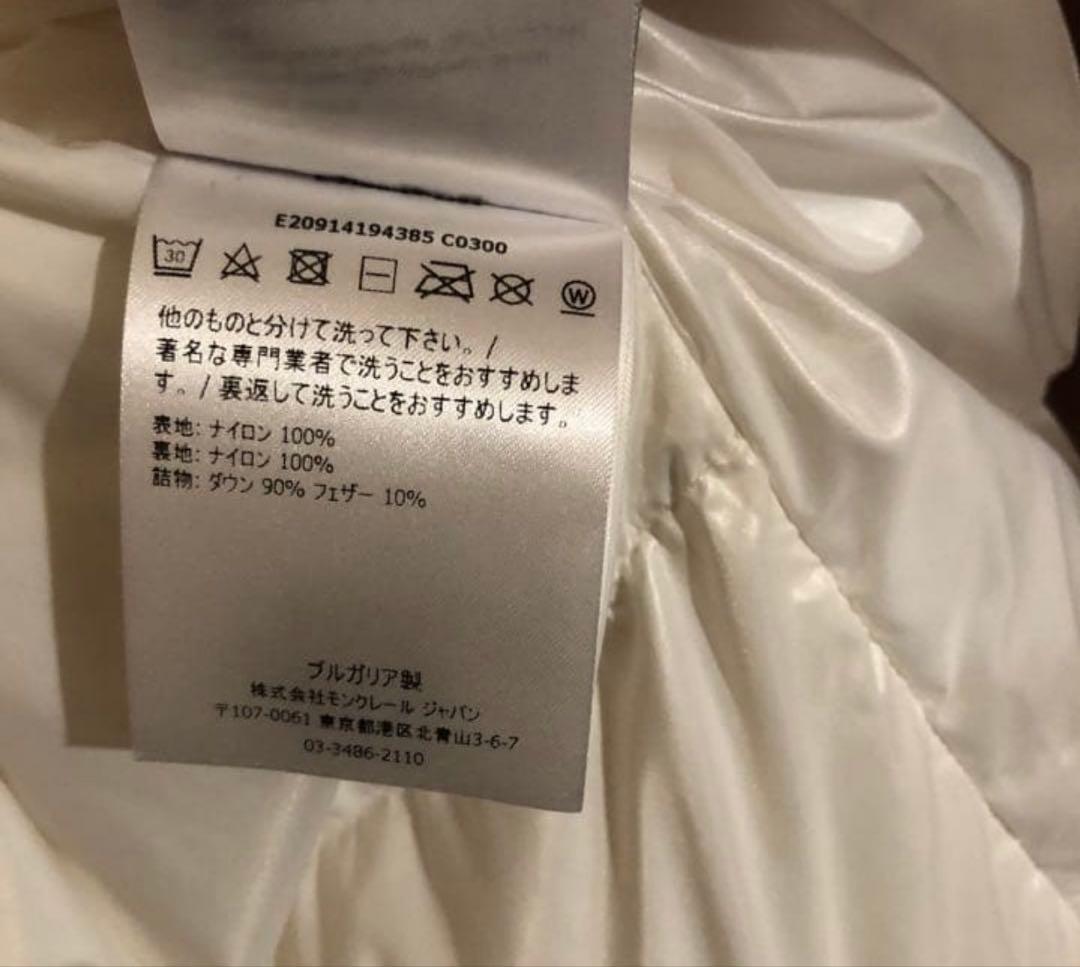 E20914194385 C0300
30
W
他のものと分けて洗って下さい。/
著名な専門業者で洗うことをおすすめしま
す。/ 裏返して洗うことをおすすめします。
表地: ナイロン 100%
裏地: ナイロン 100%
詰物: ダウン 90% フェザー 10%
ブルガリア製
株式会社モンクレール ジャパン
〒107-0061 東京都港区北青山3-6-7
03-3486-2110